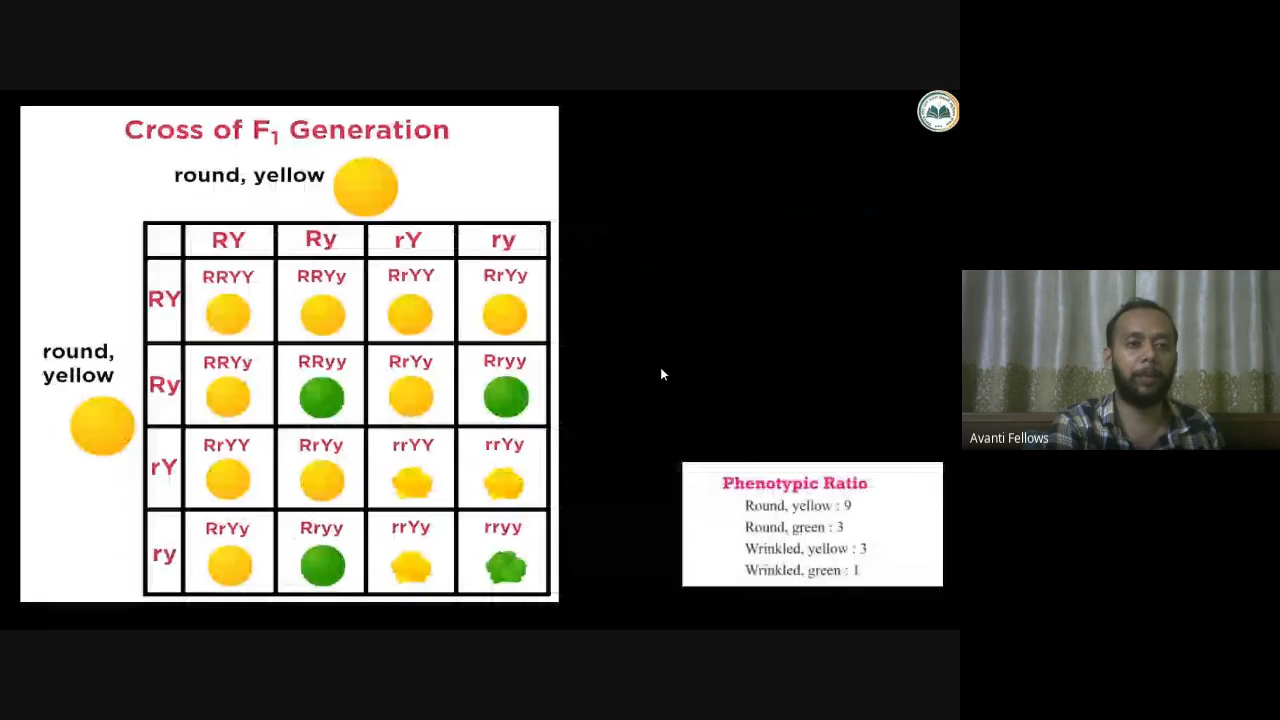 Cross of F1 Generation
round, yellow
RY Ry rY ry
RY RRYY RRYy RrYY RrYy
round,
yellow
Ry RRYy RRyy RrYy Rryy
rY RrYY RrYy rrYY rrYy
ry RrYy Rryy rrYy rryy
Phenotypic Ratio
Round, yellow : 9
Round, green : 3
Wrinkled, yellow : 3
Wrinkled, green : 1
Avanti Fellows